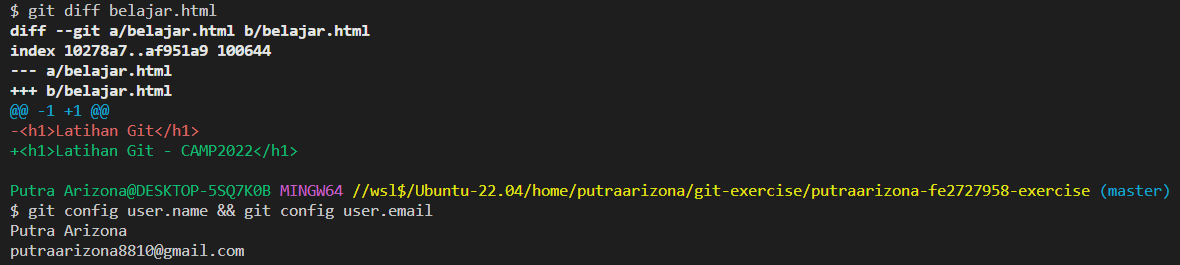 $ git diff belajar.html
diff --git a/belajar.html b/belajar.html
index 10278a7..af951a9 100644
--- a/belajar.html
+++ b/belajar.html
@@ -1 +1 @@
-<h1>Latihan Git</h1>
+<h1>Latihan Git - CAMP2022</h1>
Putra Arizona@DESKTOP-5SQ7K0B MINGW64 //wsl$/Ubuntu-22.04/home/putraarizona/git-exercise/putraarizona-fe2727958-exercise (master)
$ git config user.name && git config user.email
Putra Arizona
putraarizona8810@gmail.com